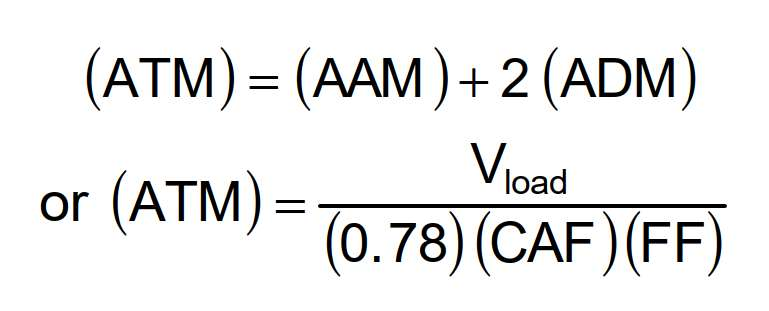 (ATM) = (AAM) + 2 (ADM)
or (ATM) = V_load / (0.78)(CAF)(FF)